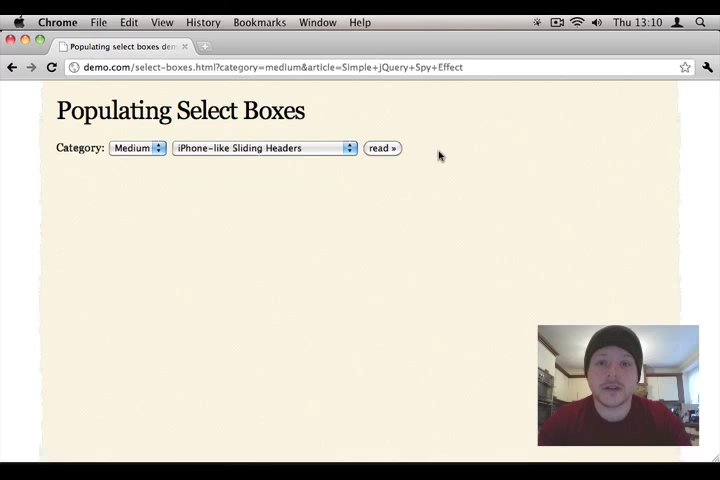 Chrome File Edit View History Bookmarks Window Help Thu 13:10
Populating select boxes dem
demo.com/select-boxes.html?category=medium&article=Simple+jQuery+Spy+Effect
Populating Select Boxes
Category: Medium iPhone-like Sliding Headers read »